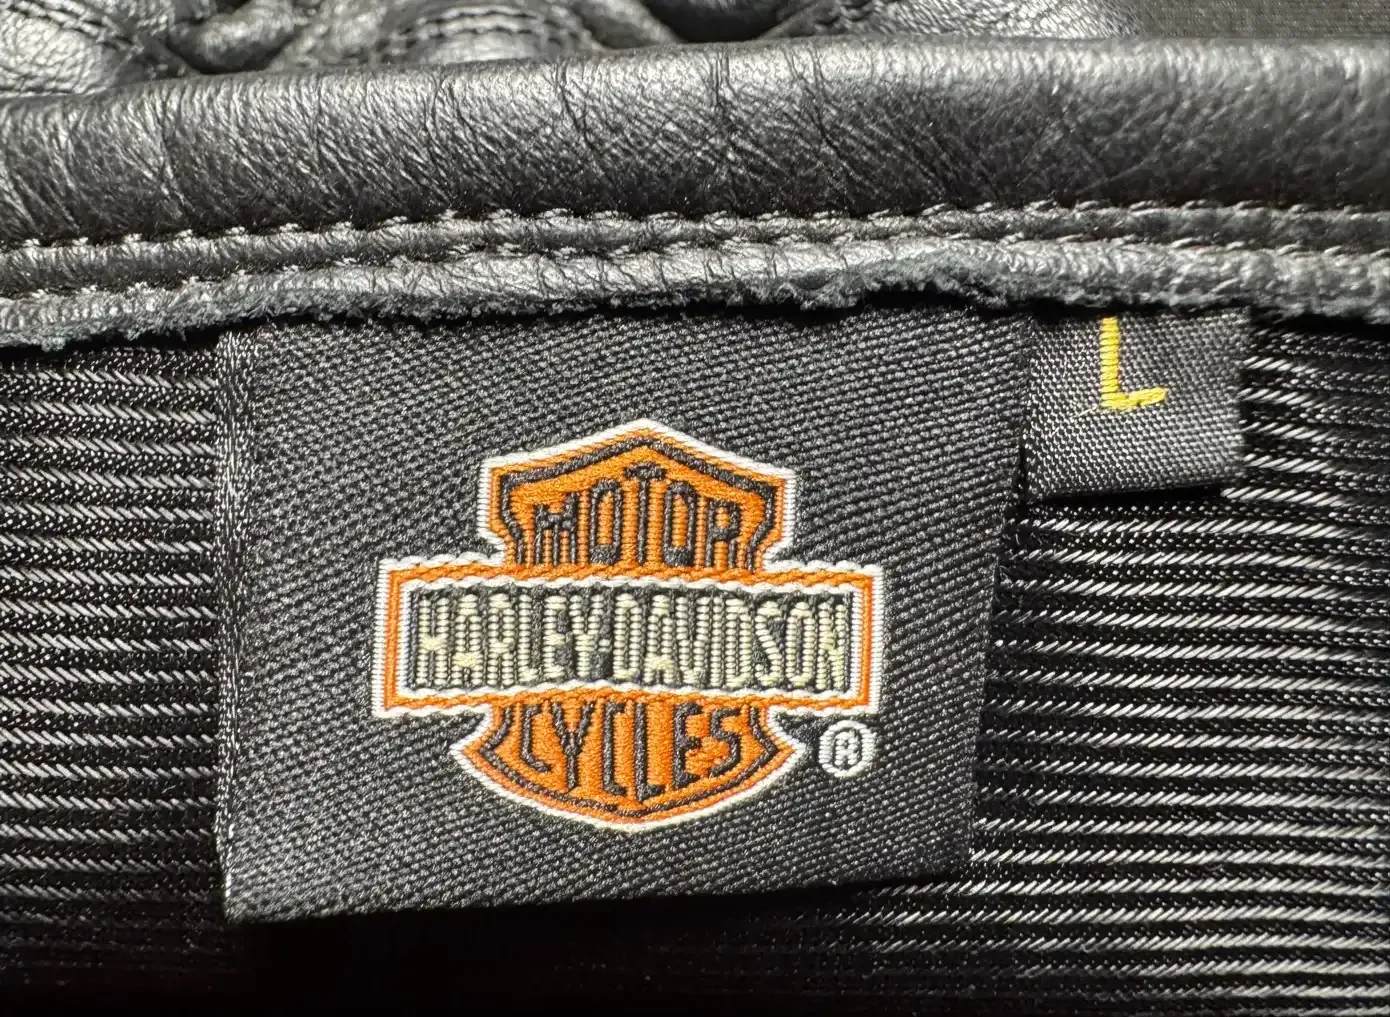 L
MOTOR
HARLEY-DAVIDSON
CYCLES
®